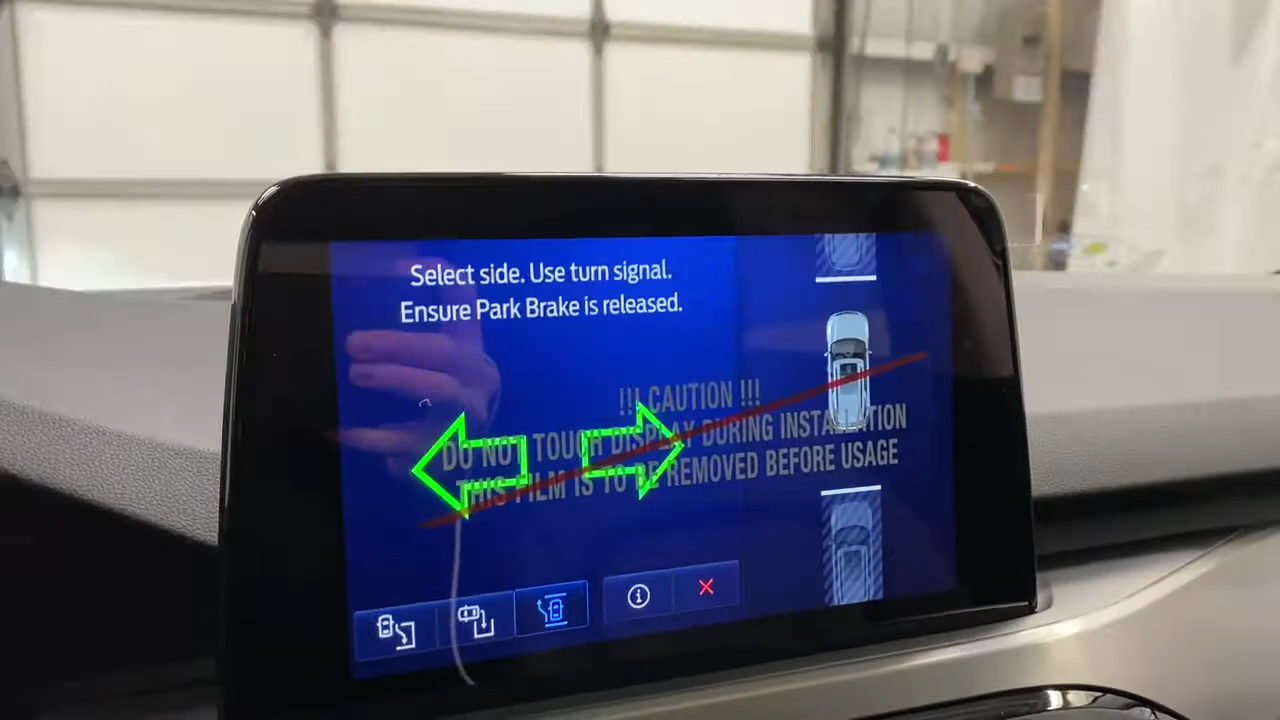 Select side. Use turn signal.
Ensure Park Brake is released.
!!! CAUTION !!!
DO NOT TOUCH DISPLAY DURING INSTALLATION
THIS FILM IS TO BE REMOVED BEFORE USAGE